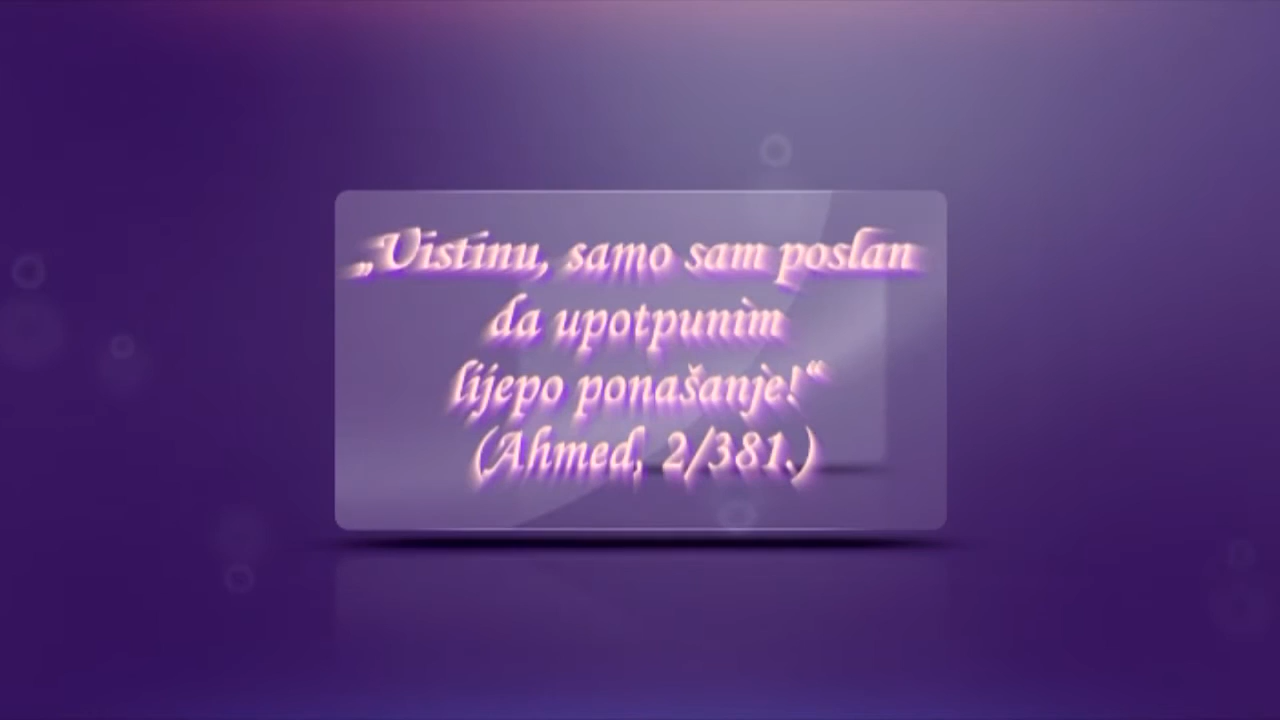 „Uistinu, samo sam poslan
da upotpunim
lijepo ponašanje!“
(Ahmed, 2/381.)